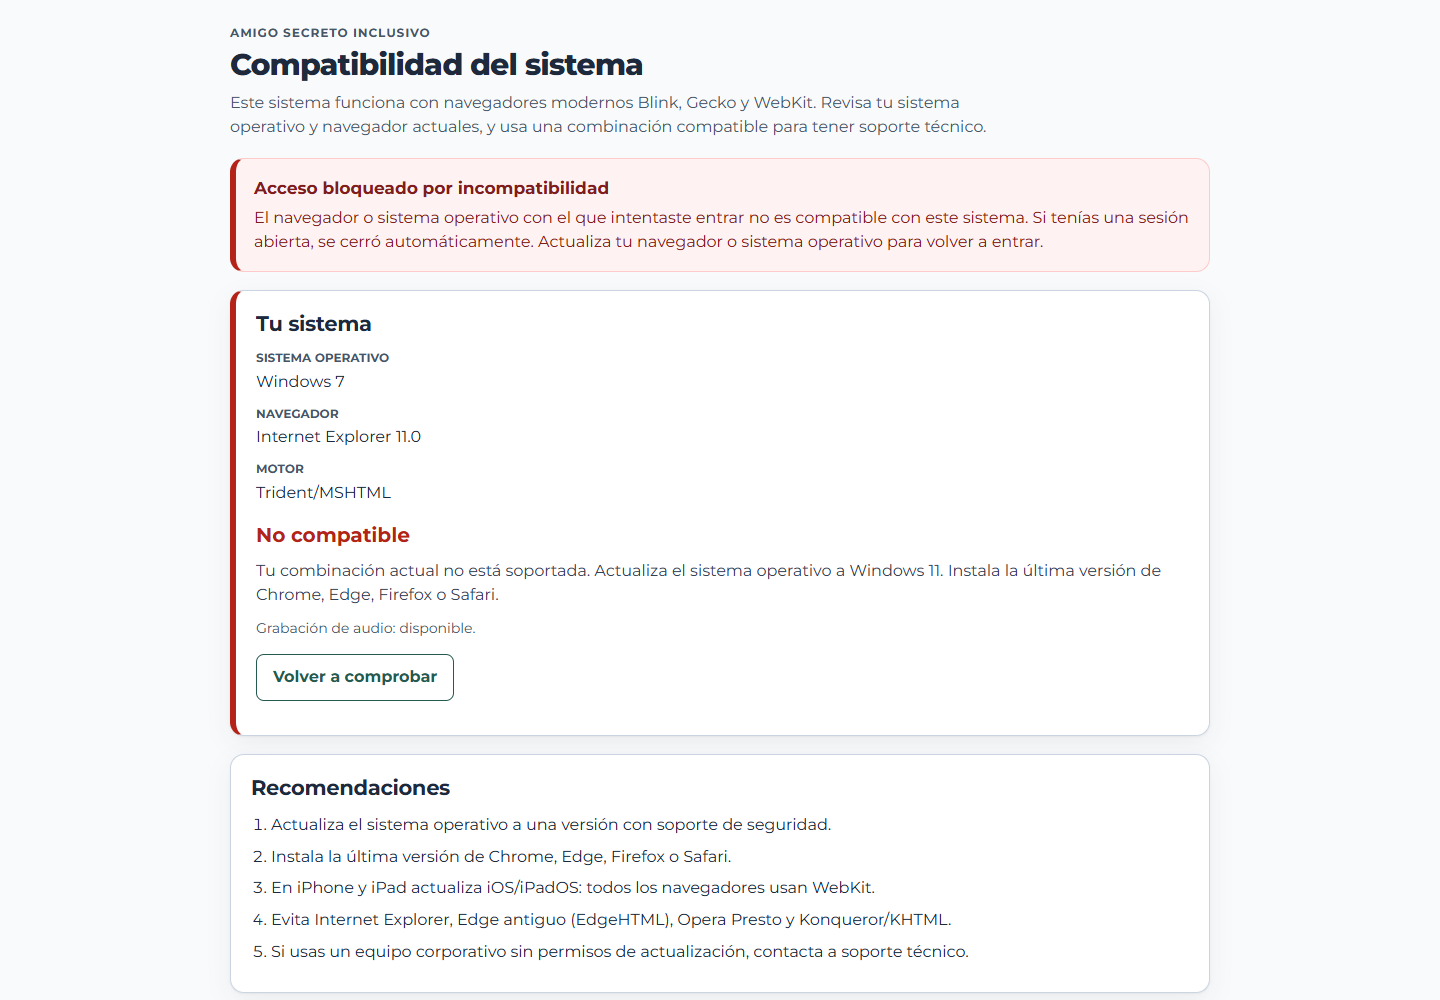 AMIGO SECRETO INCLUSIVO
Compatibilidad del sistema
Este sistema funciona con navegadores modernos Blink, Gecko y WebKit. Revisa tu sistema
operativo y navegador actuales, y usa una combinación compatible para tener soporte técnico.
Acceso bloqueado por incompatibilidad
El navegador o sistema operativo con el que intentaste entrar no es compatible con este sistema. Si tenías una sesión
abierta, se cerró automáticamente. Actualiza tu navegador o sistema operativo para volver a entrar.
Tu sistema
SISTEMA OPERATIVO
Windows 7
NAVEGADOR
Internet Explorer 11.0
MOTOR
Trident/MSHTML
No compatible
Tu combinación actual no está soportada. Actualiza el sistema operativo a Windows 11. Instala la última versión de
Chrome, Edge, Firefox o Safari.
Grabación de audio: disponible.
Volver a comprobar
Recomendaciones
1. Actualiza el sistema operativo a una versión con soporte de seguridad.
2. Instala la última versión de Chrome, Edge, Firefox o Safari.
3. En iPhone y iPad actualiza iOS/iPadOS: todos los navegadores usan WebKit.
4. Evita Internet Explorer, Edge antiguo (EdgeHTML), Opera Presto y Konqueror/KHTML.
5. Si usas un equipo corporativo sin permisos de actualización, contacta a soporte técnico.